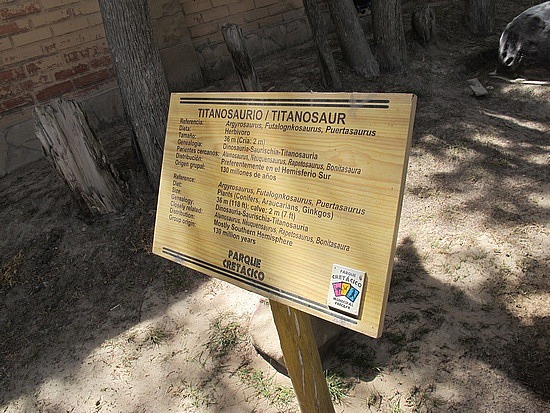 TITANOSAURIO / TITANOSAUR
Referencia: Argyrosaurus, Futalognkosaurus, Puertasaurus
Dieta: Herbívoro
Tamaño: 36 m (Cría: 2 m)
Genealogía: Dinosauria-Saurischia-Titanosauria
Parientes cercanos: Alamosaurus, Neuquensaurus, Rapetosaurus, Bonitasaura
Distribución: Preferentemente en el Hemisferio Sur
Origen grupal: 130 millones de años
Reference: Argyrosaurus, Futalognkosaurus, Puertasaurus
Diet: Plants (Conifers, Araucarians, Ginkgos)
Size: 36 m (118 ft): calve: 2 m (7 ft)
Genealogy: Dinosauria-Saurischia-Titanosauria
Closely related: Alamosaurus, Neuquensaurus, Rapetosaurus, Bonitasaura
Distribution: Mostly Southern Hemisphere
Group origin: 130 million years
PARQUE
CRETÁCICO
PARQUE
CRETÁCICO
MUNICIPAL